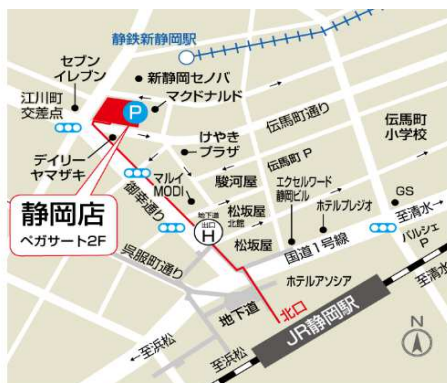 静鉄新静岡駅
セブン
イレブン
新静岡セノバ
P
マクドナルド
江川町
交差点
伝馬町通り
伝馬町
小学校
けやき
プラザ
デイリー
ヤマザキ
伝馬町 P
静岡店
ペガサート2F
御幸通り
マルイ
MODI
駿河屋
エクセルワード
静岡ビル
ホテルプレジオ
GS
至清水→
地下道
出口
H
松坂屋
北館
松坂屋
国道1号線
パルシェ
P
呉服町通り
ホテルアソシア
至清水
地下道
北口
JR静岡駅
←至浜松
至浜松
N